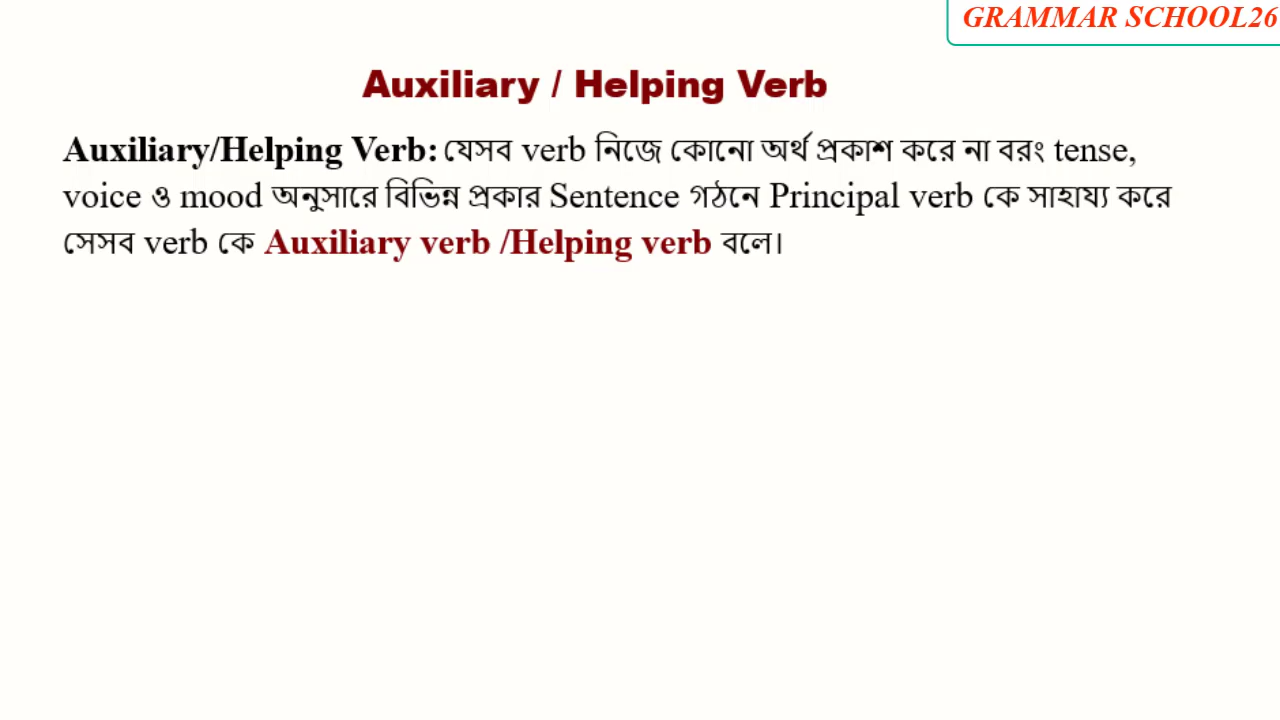 GRAMMAR SCHOOL26
Auxiliary / Helping Verb
Auxiliary/Helping Verb: যেসব verb নিজে কোনো অর্থ প্রকাশ করে না বরং tense,
voice ও mood অনুসারে বিভিন্ন প্রকার Sentence গঠনে Principal verb কে সাহায্য করে
সেসব verb কে Auxiliary verb /Helping verb বলে।